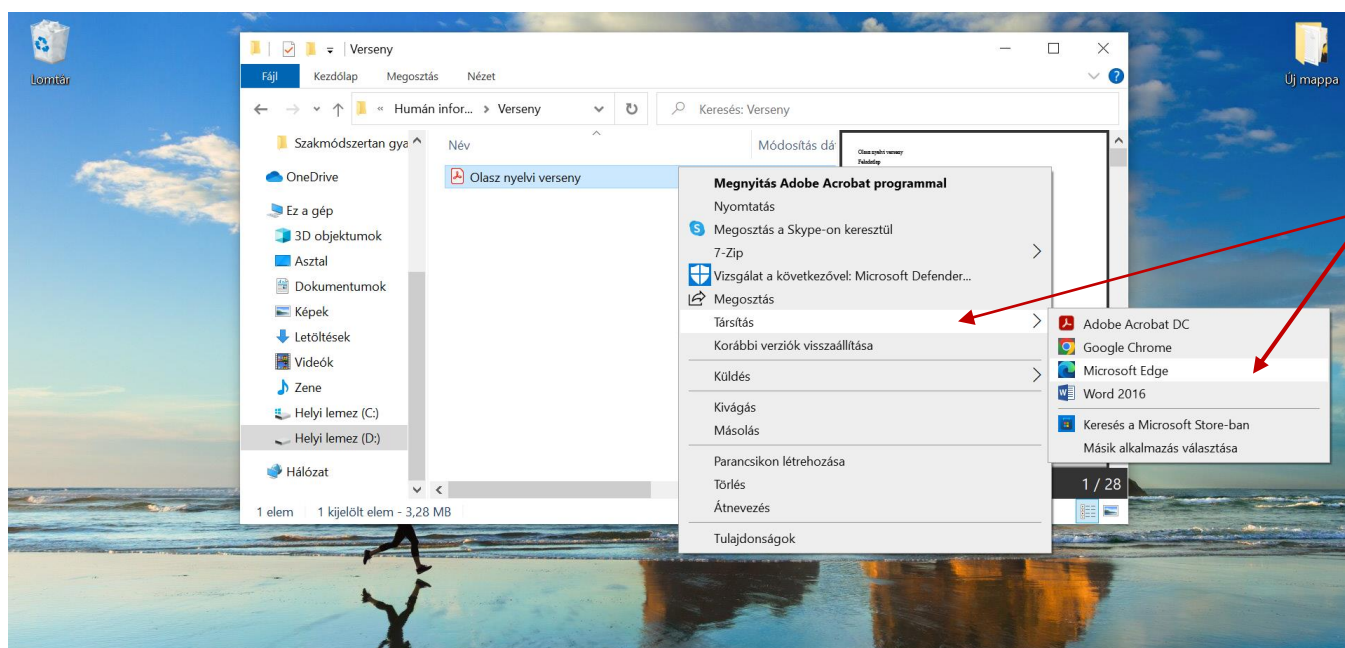 Lomtár
Új mappa
Verseny
Fájl
Kezdőlap
Megosztás
Nézet
« Humán infor... > Verseny
Keresés: Verseny
Szakmódszertan gya
OneDrive
Ez a gép
3D objektumok
Asztal
Dokumentumok
Képek
Letöltések
Videók
Zene
Helyi lemez (C:)
Helyi lemez (D:)
Hálózat
Név
Módosítás dá
Olasz nyelvi verseny
Olasz nyelvi verseny
Feladatlap
Megnyitás Adobe Acrobat programmal
Nyomtatás
Megosztás a Skype-on keresztül
7-Zip
Vizsgálat a következővel: Microsoft Defender...
Megosztás
Társítás
Korábbi verziók visszaállítása
Küldés
Kivágás
Másolás
Parancsikon létrehozása
Törlés
Átnevezés
Tulajdonságok
Adobe Acrobat DC
Google Chrome
Microsoft Edge
Word 2016
Keresés a Microsoft Store-ban
Másik alkalmazás választása
1 / 28
1 elem
1 kijelölt elem - 3,28 MB